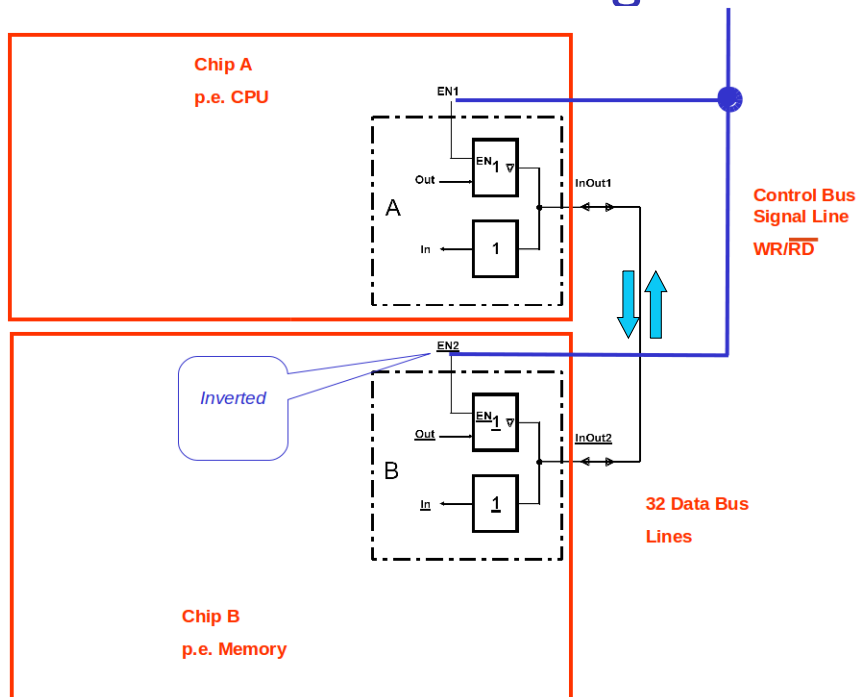 g
Chip A
p.e. CPU
EN1
EN
1
Out
InOut1
A
In
1
Control Bus
Signal Line
WR/RD
EN2
Inverted
EN
1
Out
InOut2
B
In
1
32 Data Bus
Lines
Chip B
p.e. Memory